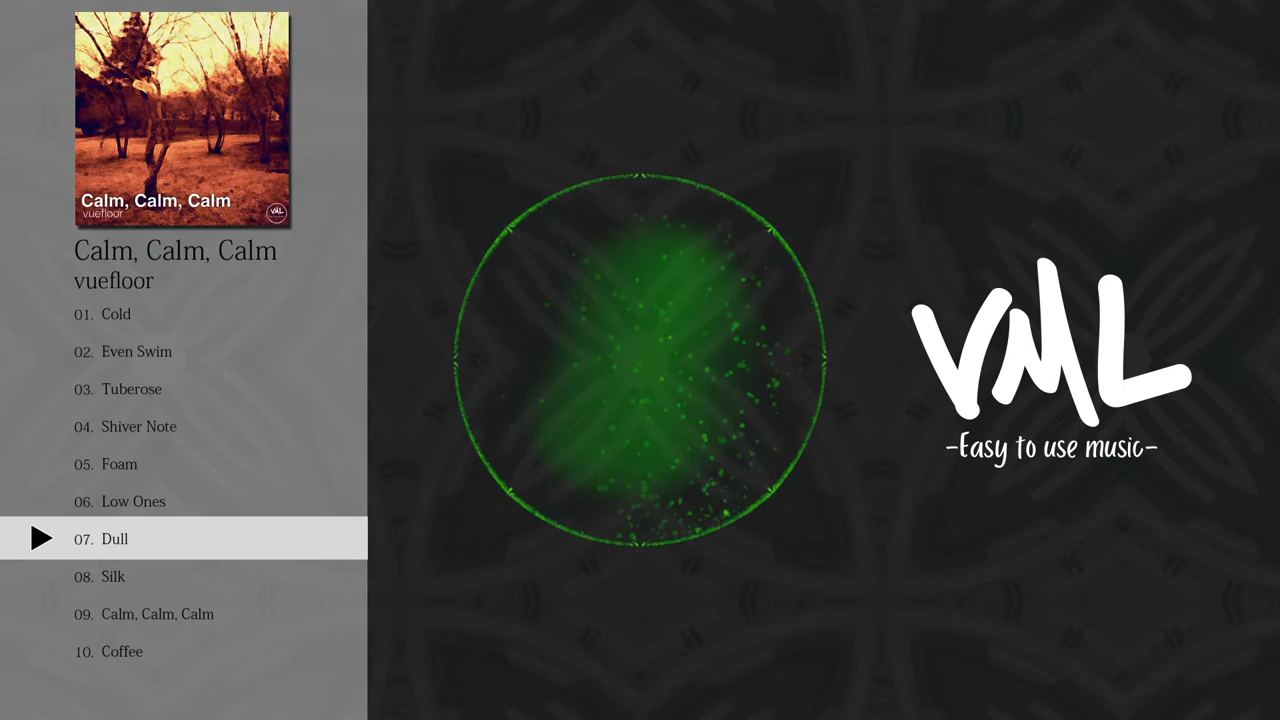 Calm, Calm, Calm
vuefloor
VML
Calm, Calm, Calm
vuefloor
01. Cold
02. Even Swim
03. Tuberose
04. Shiver Note
05. Foam
06. Low Ones
07. Dull
08. Silk
09. Calm, Calm, Calm
10. Coffee
VML
-Easy to use music-